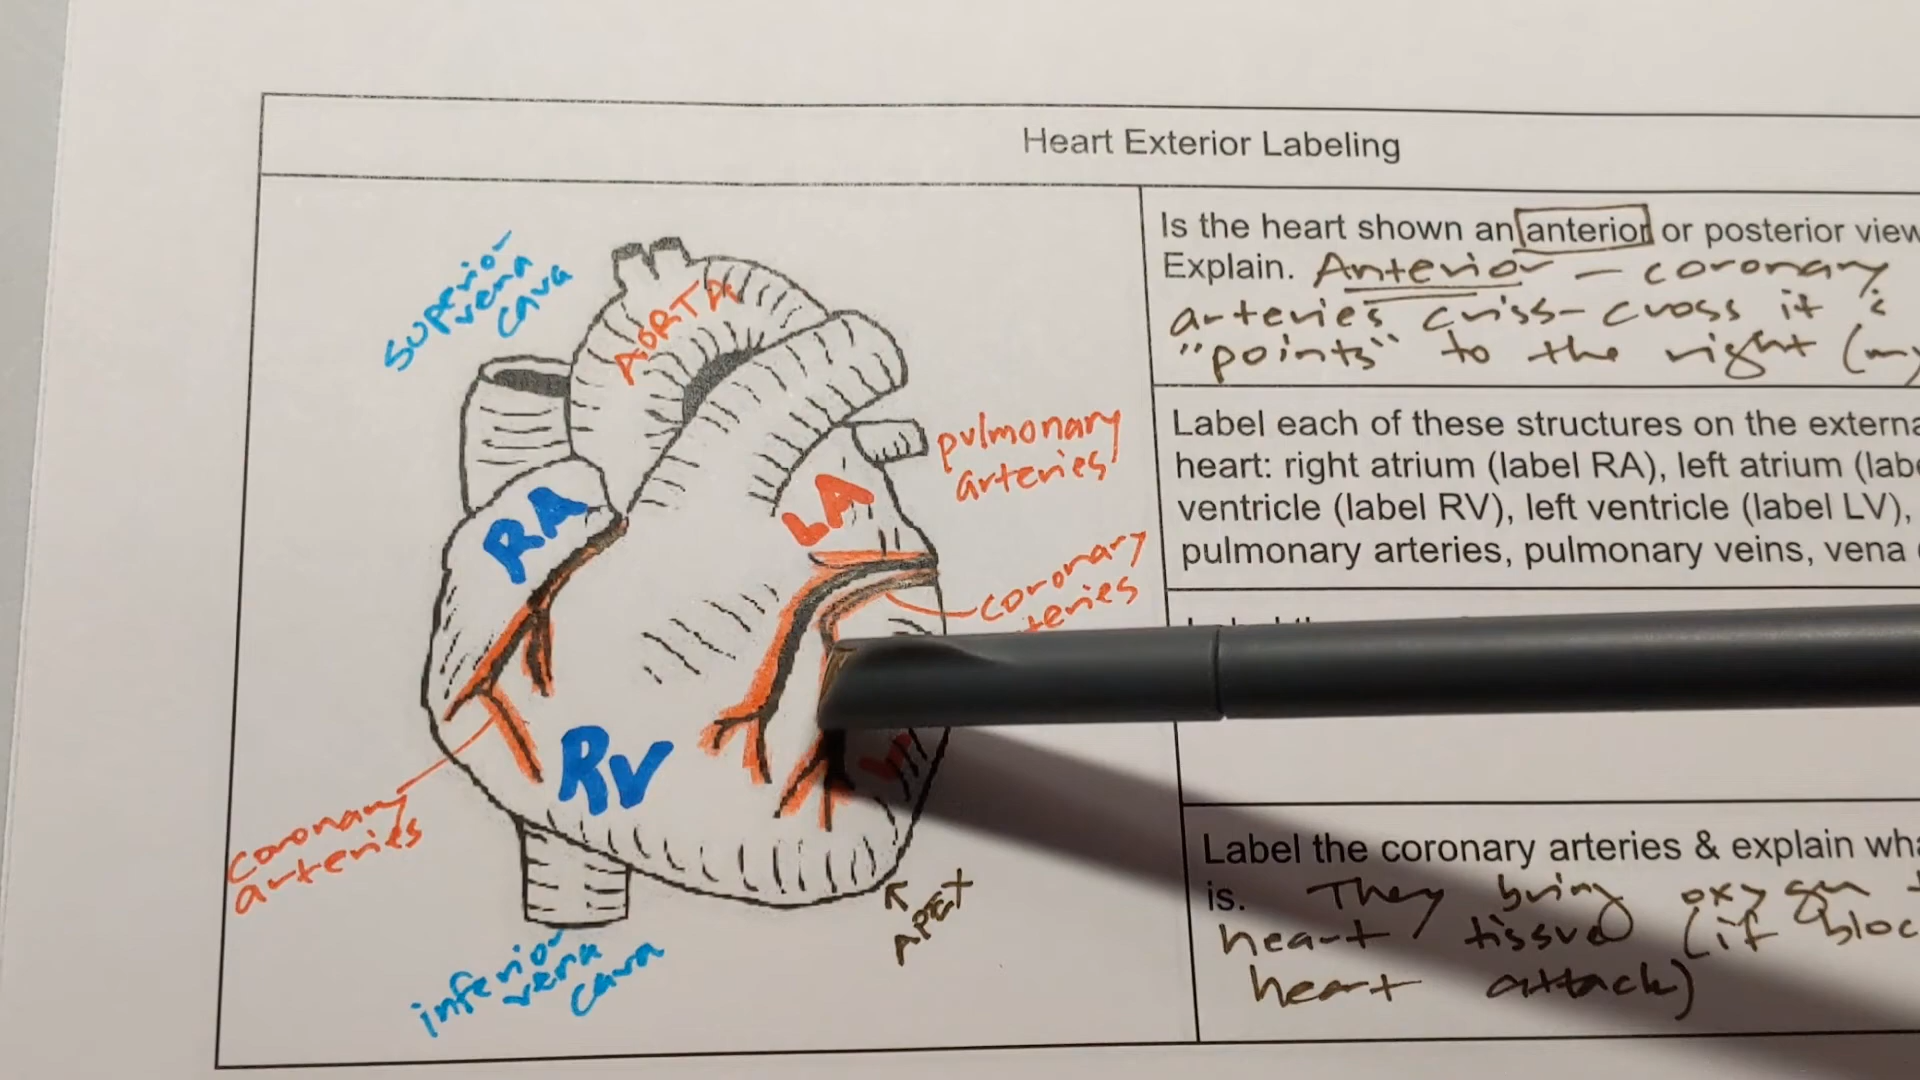 Heart Exterior Labeling
superior
vena
cava
AORTA
pulmonary
arteries
RA
LA
coronary
RV
coronary
arteries
APEX
inferior
vena
cava
Is the heart shown an anterior or posterior view
Explain. Anterior - coronary
arteries criss-cross it &
"points" to the right (my
Label each of these structures on the externa
heart: right atrium (label RA), left atrium (lab
ventricle (label RV), left ventricle (label LV),
pulmonary arteries, pulmonary veins, vena
Label the coronary arteries & explain wh
is. They bring oxygen
heart tissue (if bloc
heart attack)